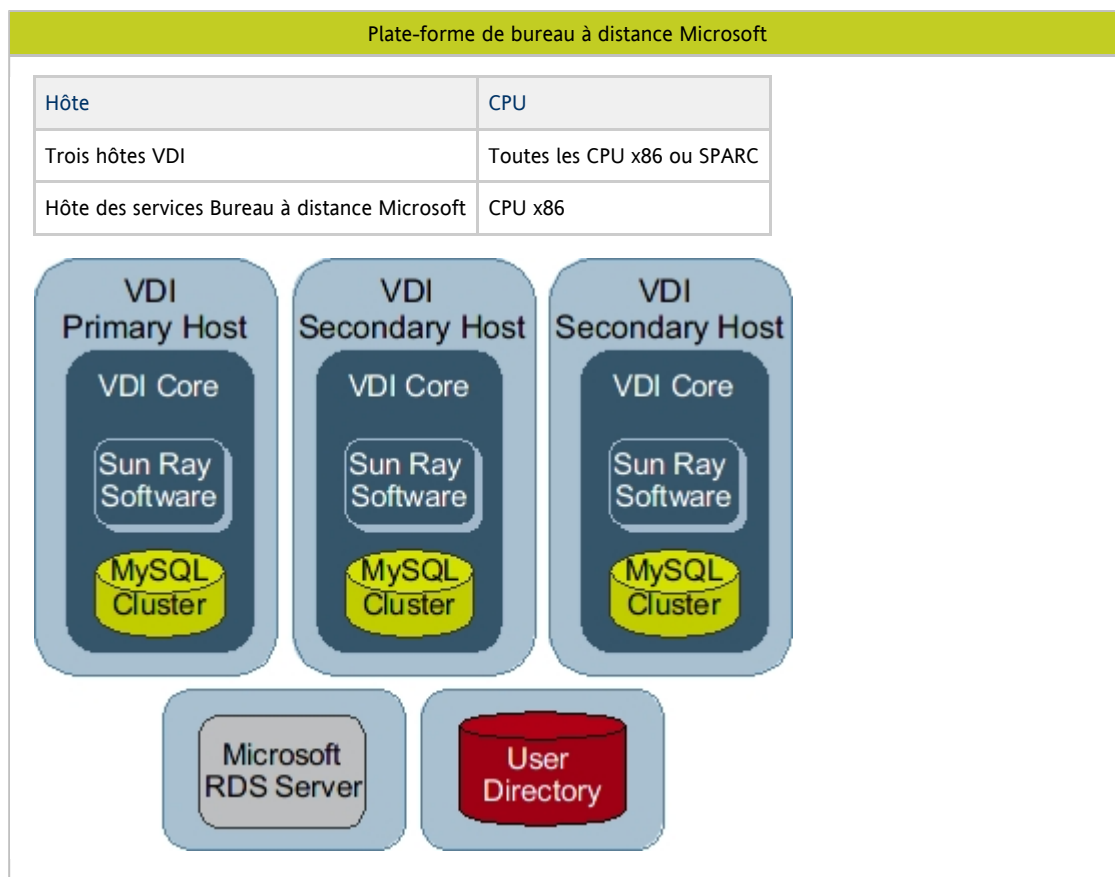 Plate-forme de bureau à distance Microsoft
Hôte CPU
Trois hôtes VDI Toutes les CPU x86 ou SPARC
Hôte des services Bureau à distance Microsoft CPU x86
VDI
Primary Host
VDI Core
Sun Ray
Software
MySQL
Cluster
VDI
Secondary Host
VDI Core
Sun Ray
Software
MySQL
Cluster
VDI
Secondary Host
VDI Core
Sun Ray
Software
MySQL
Cluster
Microsoft
RDS Server
User
Directory